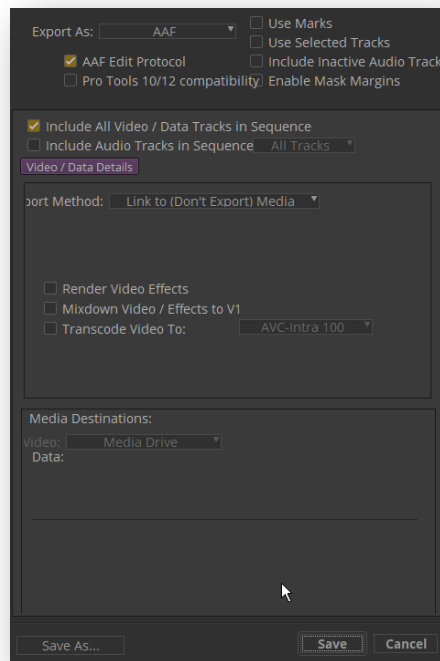 Export As: AAF
Use Marks
Use Selected Tracks
AAF Edit Protocol
Include Inactive Audio Track
Pro Tools 10/12 compatibility
Enable Mask Margins
Include All Video / Data Tracks in Sequence
Include Audio Tracks in Sequence All Tracks
Video / Data Details
port Method: Link to (Don't Export) Media
Render Video Effects
Mixdown Video / Effects to V1
Transcode Video To: AVC-Intra 100
Media Destinations:
Video: Media Drive
Data:
Save As... Save Cancel